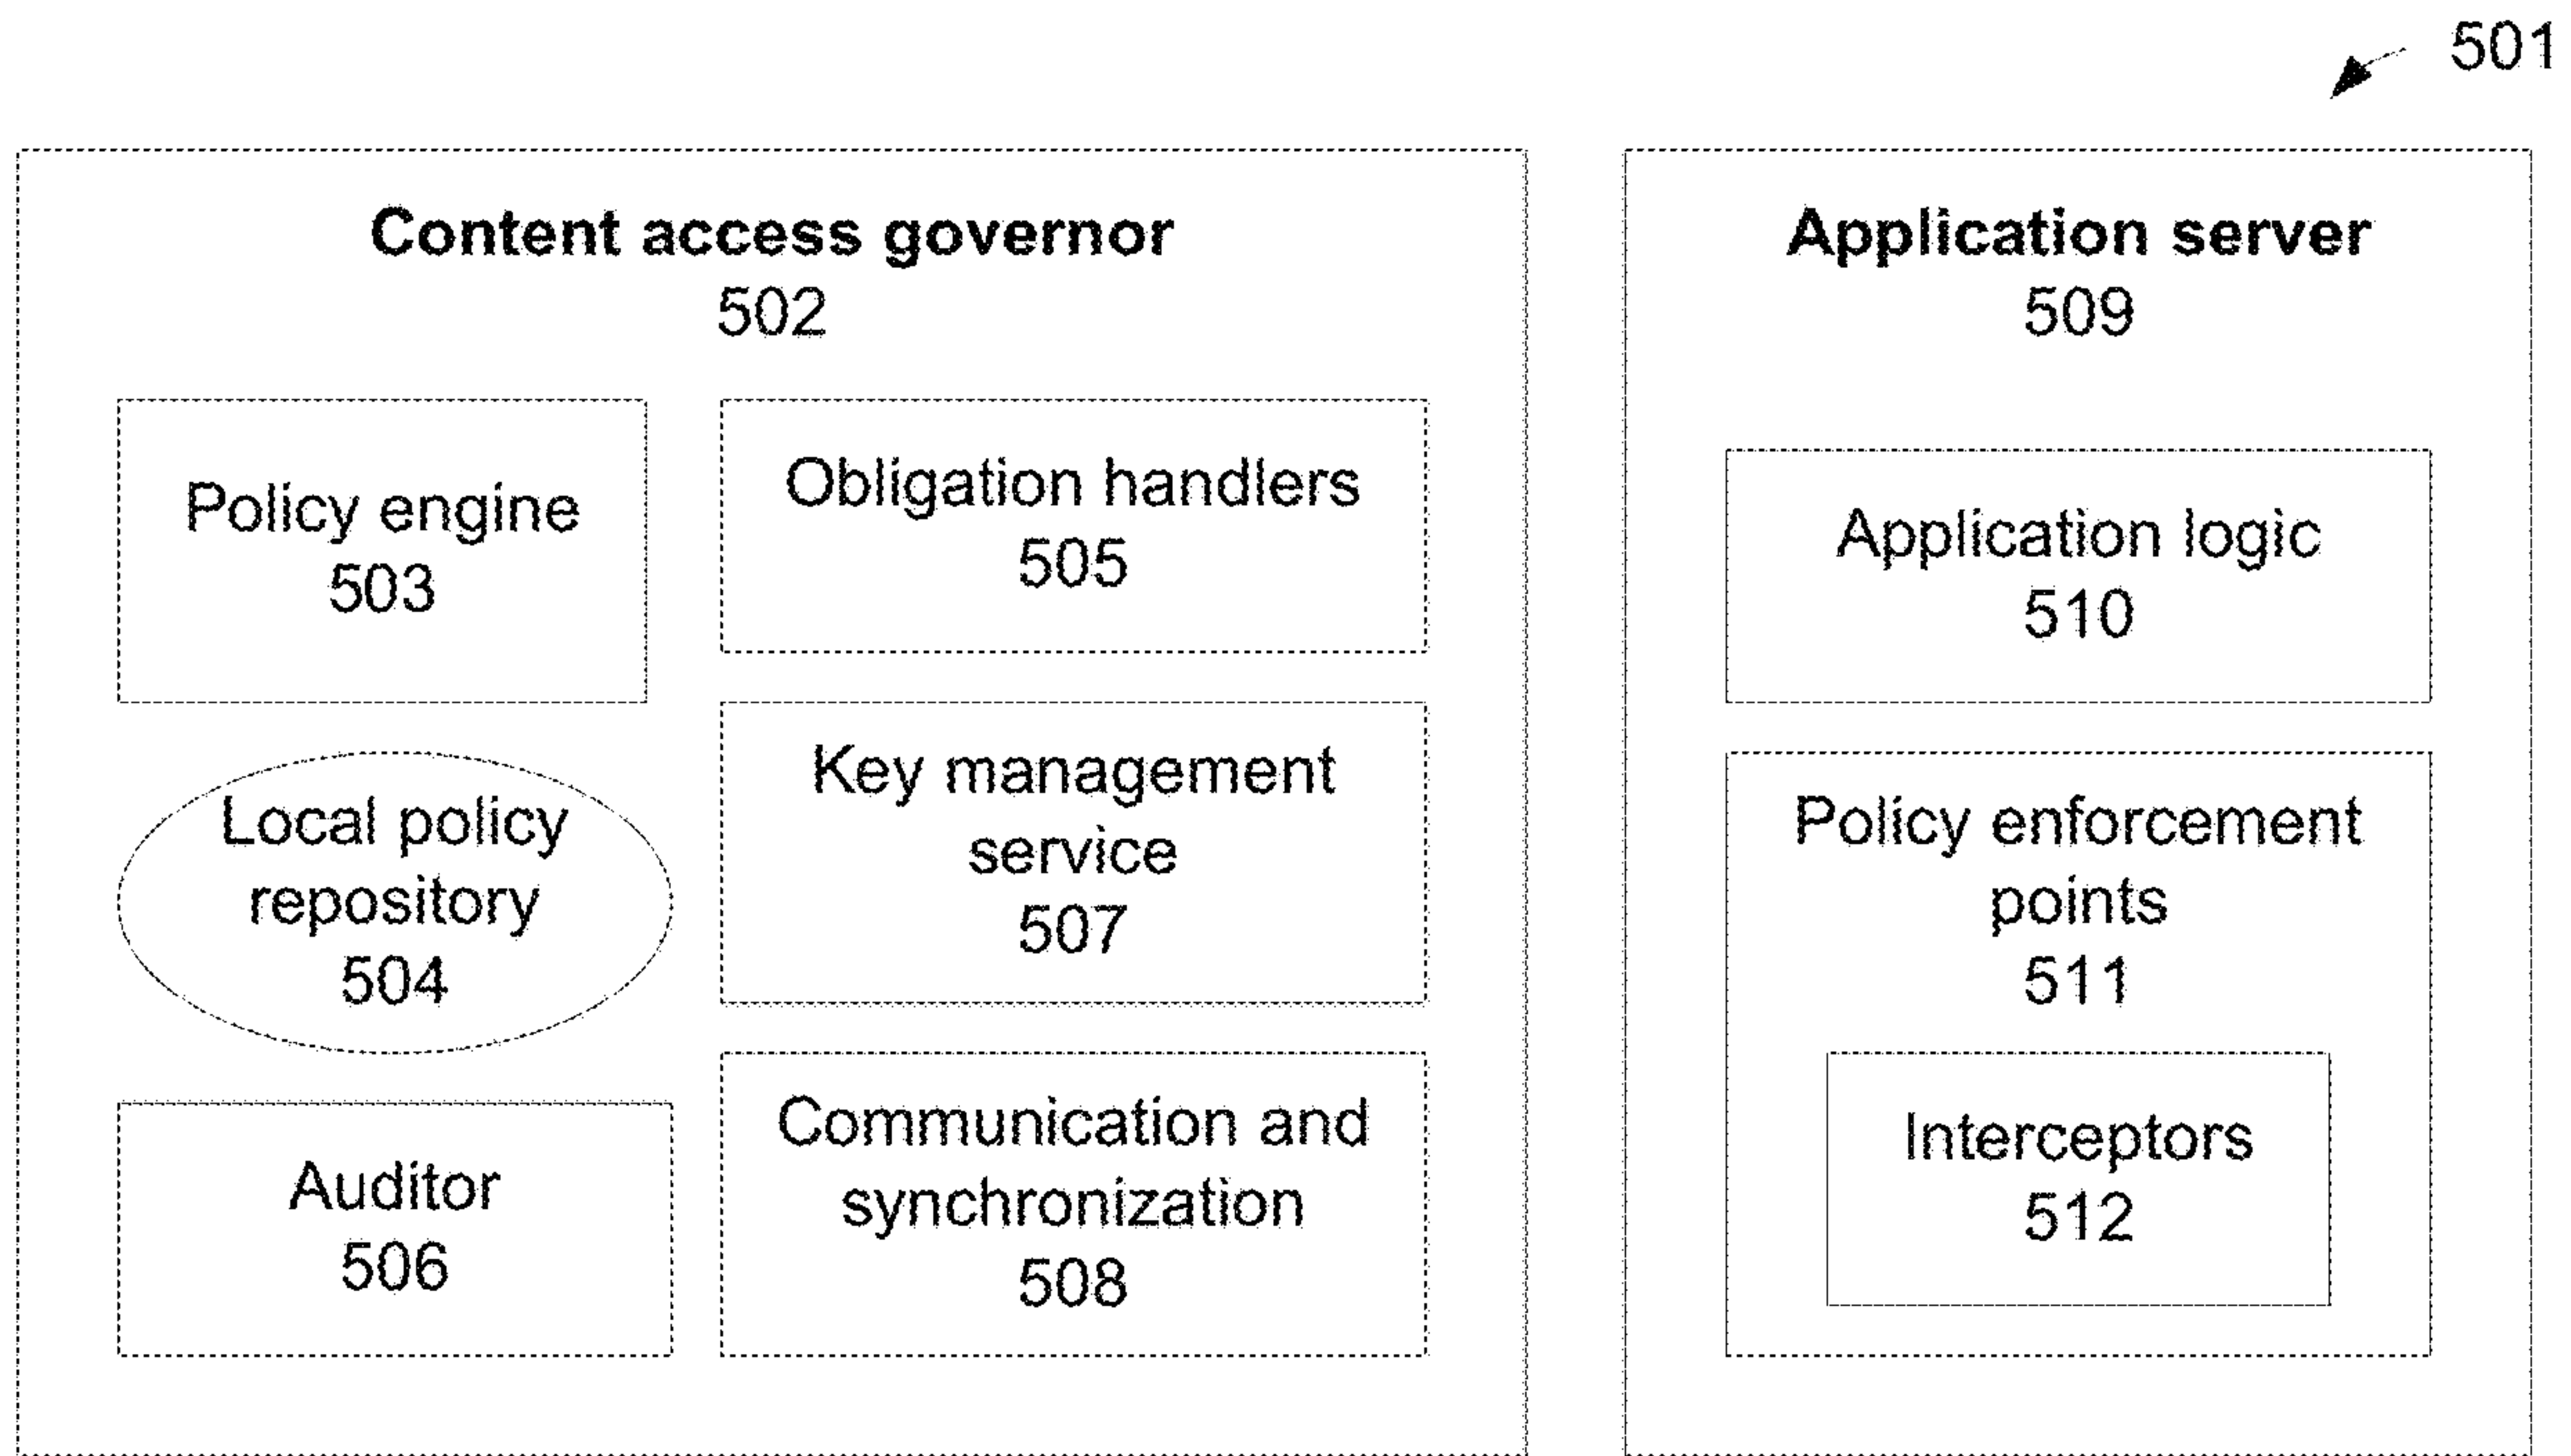 501
Content access governor
502
Policy engine
503
Obligation handlers
505
Local policy
repository
504
Key management
service
507
Auditor
506
Communication and
synchronization
508
Application server
509
Application logic
510
Policy enforcement
points
511
Interceptors
512